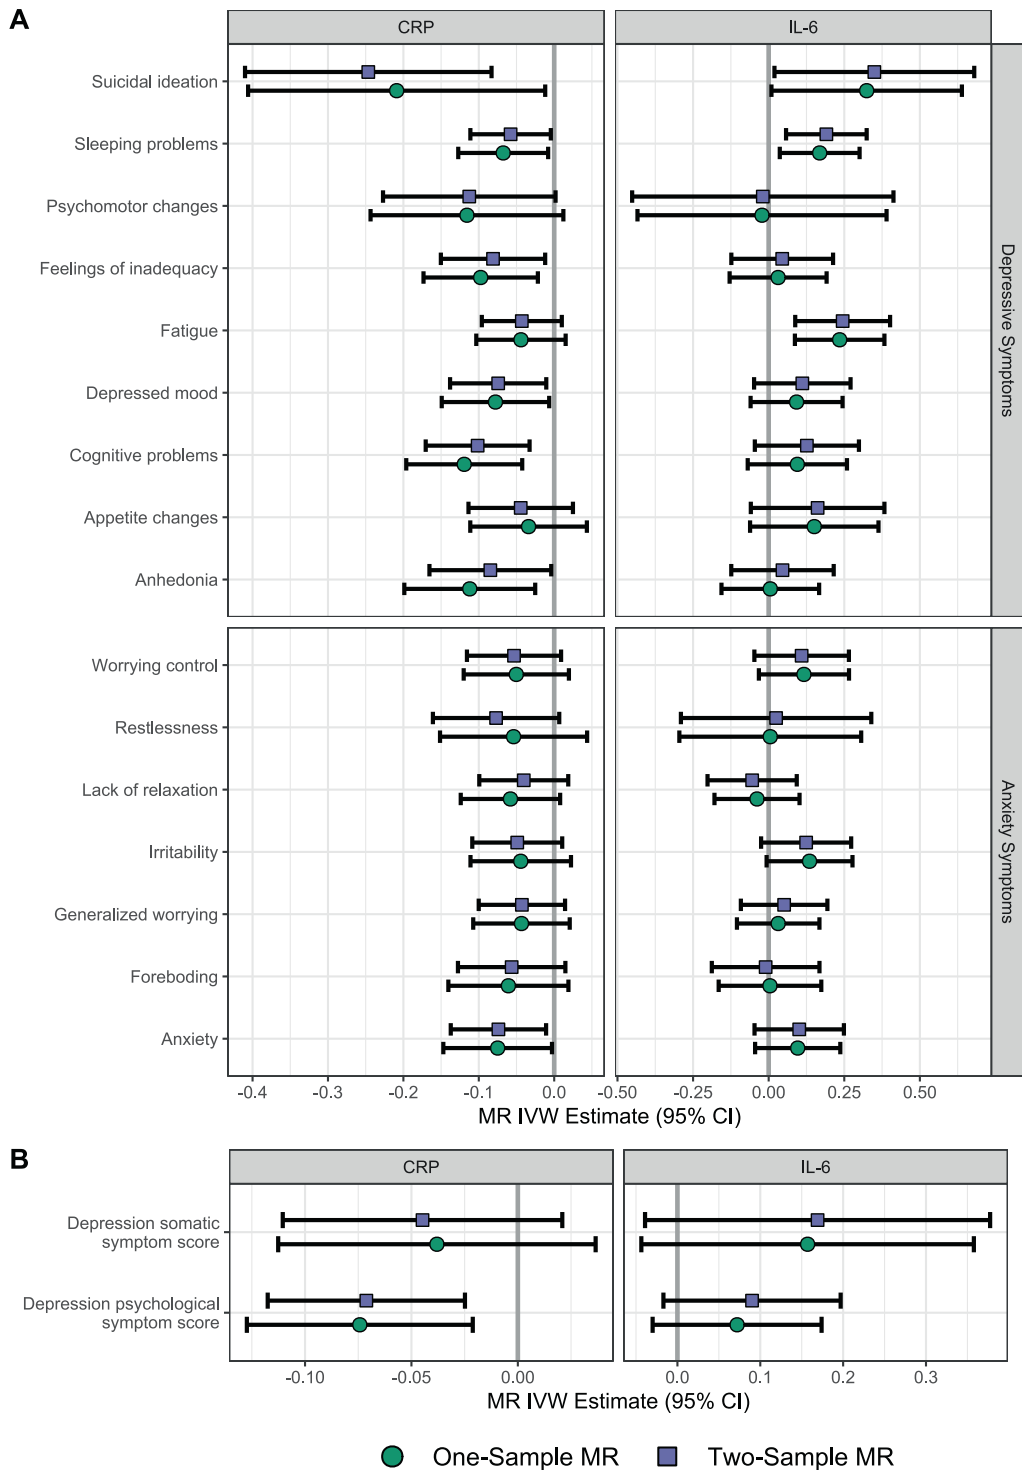 A
CRP
IL-6
Suicidal ideation
Sleeping problems
Psychomotor changes
Feelings of inadequacy
Fatigue
Depressed mood
Cognitive problems
Appetite changes
Anhedonia
Depressive Symptoms
Worrying control
Restlessness
Lack of relaxation
Irritability
Generalized worrying
Foreboding
Anxiety
Anxiety Symptoms
-0.4 -0.3 -0.2 -0.1 0.0 -0.50 -0.25 0.00 0.25 0.50
MR IVW Estimate (95% CI)
B
CRP
IL-6
Depression somatic
symptom score
Depression psychological
symptom score
-0.10 -0.05 0.00 0.0 0.1 0.2 0.3
MR IVW Estimate (95% CI)
One-Sample MR Two-Sample MR